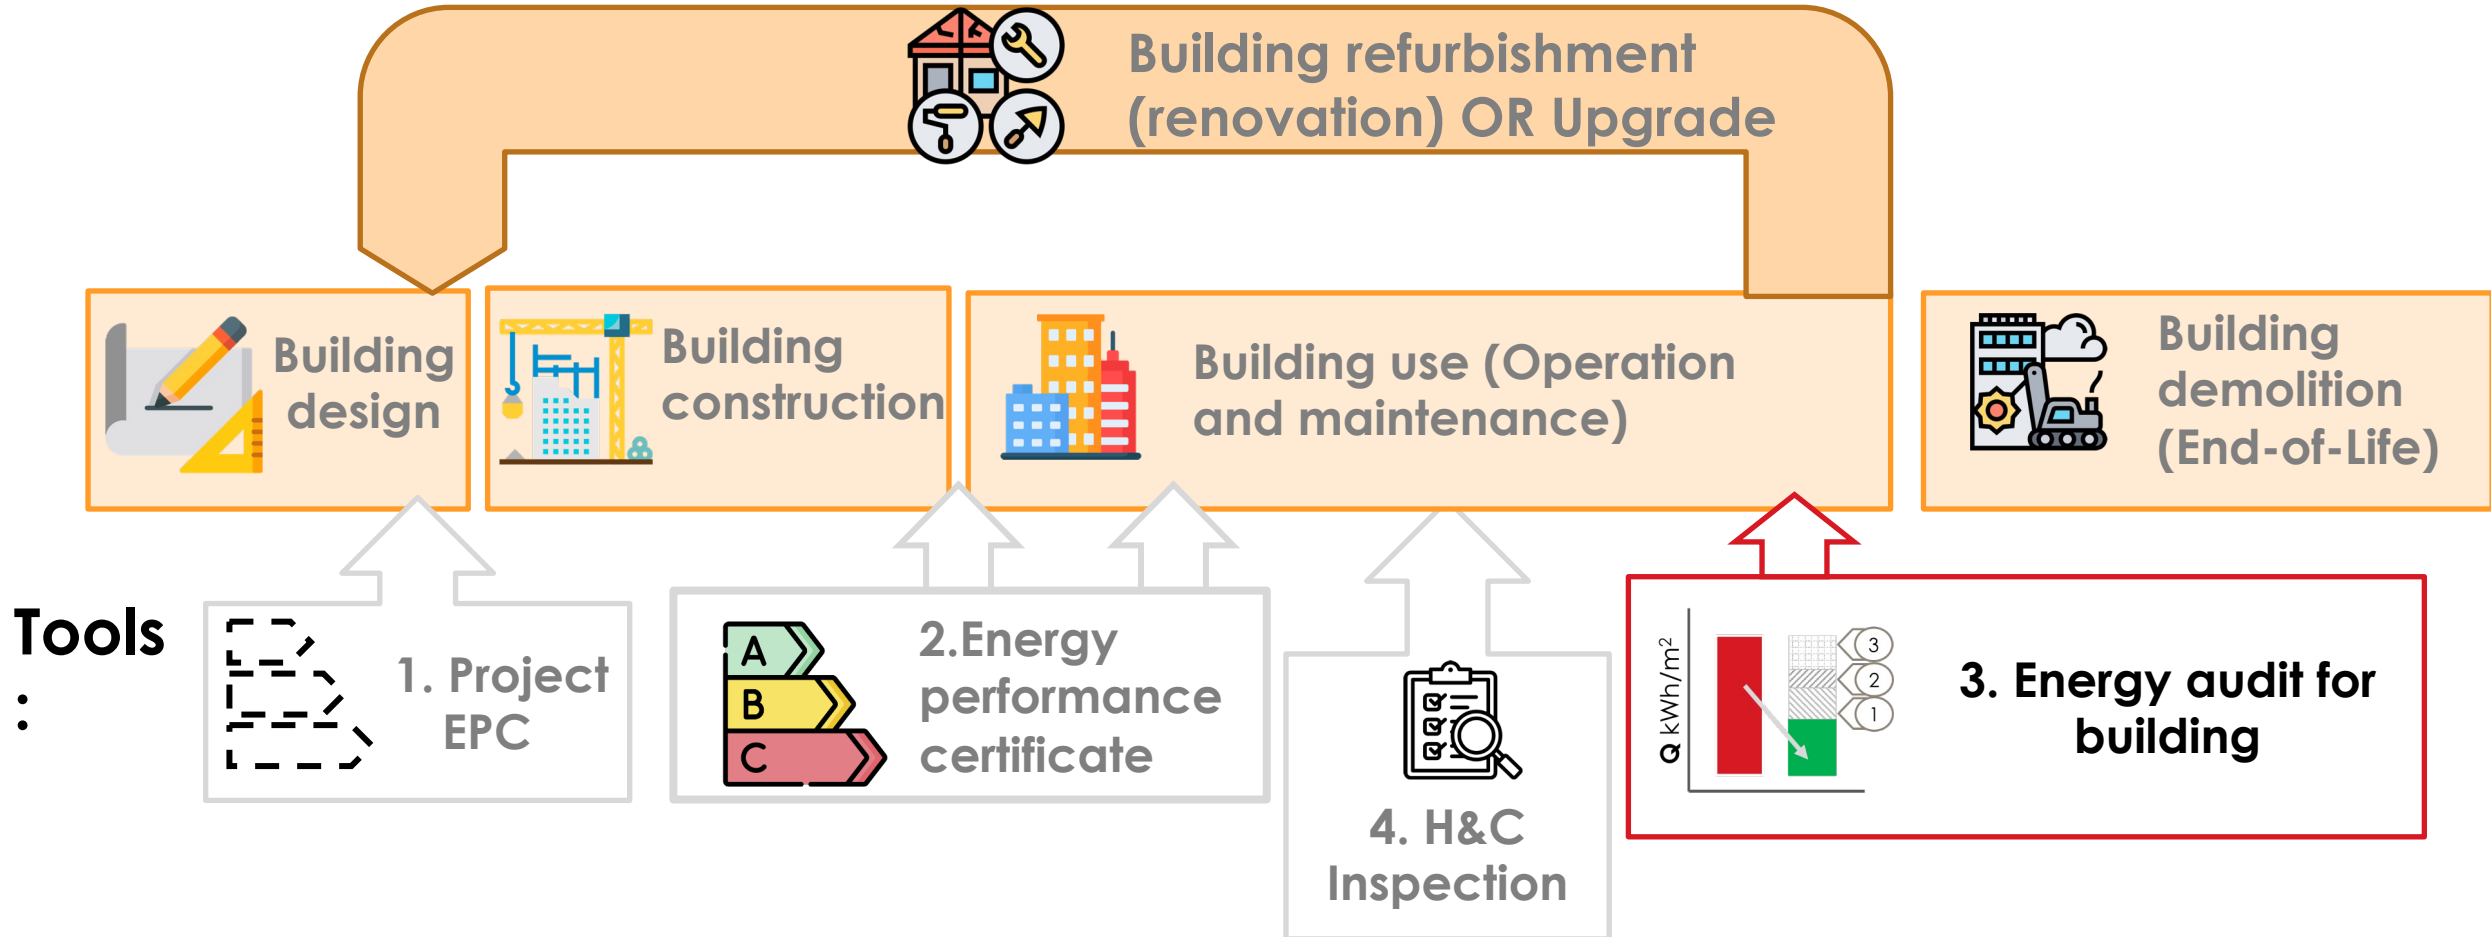 Building refurbishment
(renovation) OR Upgrade
Building
design
Building
construction
Building use (Operation
and maintenance)
Building
demolition
(End-of-Life)
Tools
:
1. Project
EPC
A
B
C
2.Energy
performance
certificate
4. H&C
Inspection
Q kWh/m²
3
2
1
3. Energy audit for
building